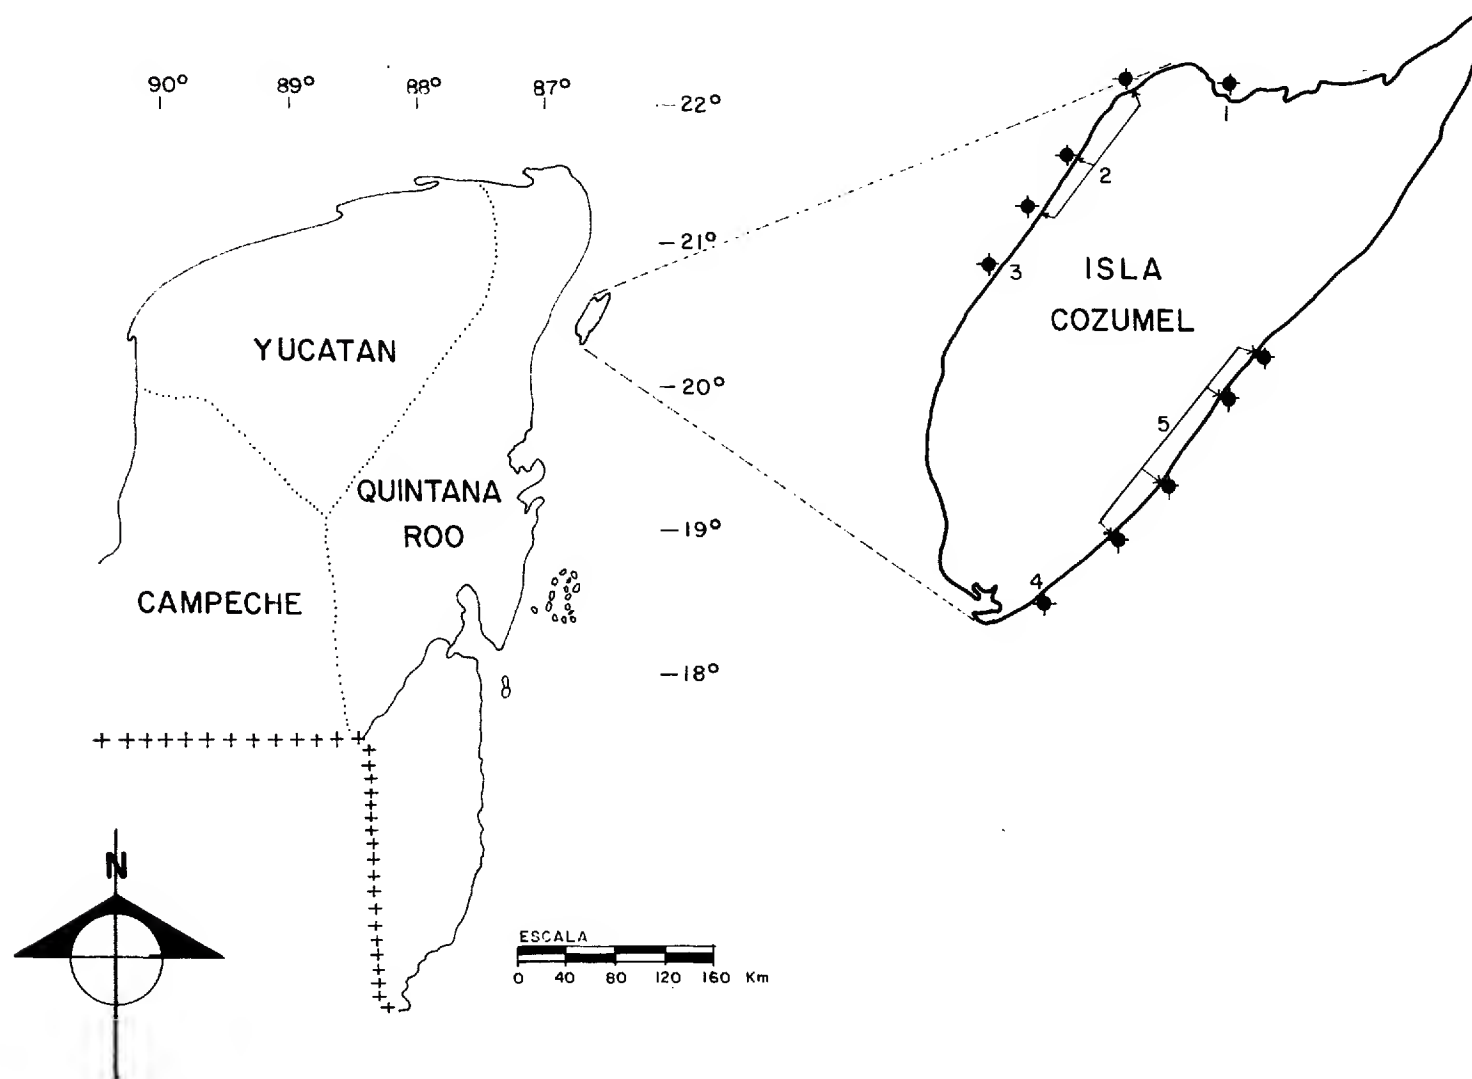 90° 89° 88° 87°
22°
21°
20°
19°
18°
YUCATAN
QUINTANA
ROO
CAMPECHE
1
2
3
ISLA
COZUMEL
5
4
N
ESCALA
0 40 80 120 160 Km